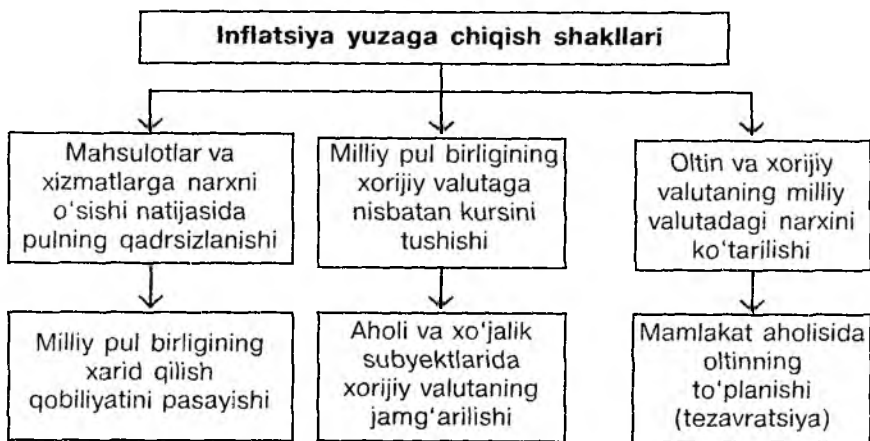 Inflatsiya yuzaga chiqish shakllari
Mahsulotlar va
xizmatlarga narxni
o‘sishi natijasida
pulning qadrsizlanishi
Milliy pul birligining
xorijiy valutaga
nisbatan kursini
tushishi
Oltin va xorijiy
valutaning milliy
valutadagi narxini
ko‘tarilishi
Milliy pul birligining
xarid qilish
qobiliyatini pasayishi
Aholi va xo‘jalik
subyektlarida
xorijiy valutaning
jamg‘arilishi
Mamlakat aholisida
oltinning
to‘planishi
(tezavratsiya)